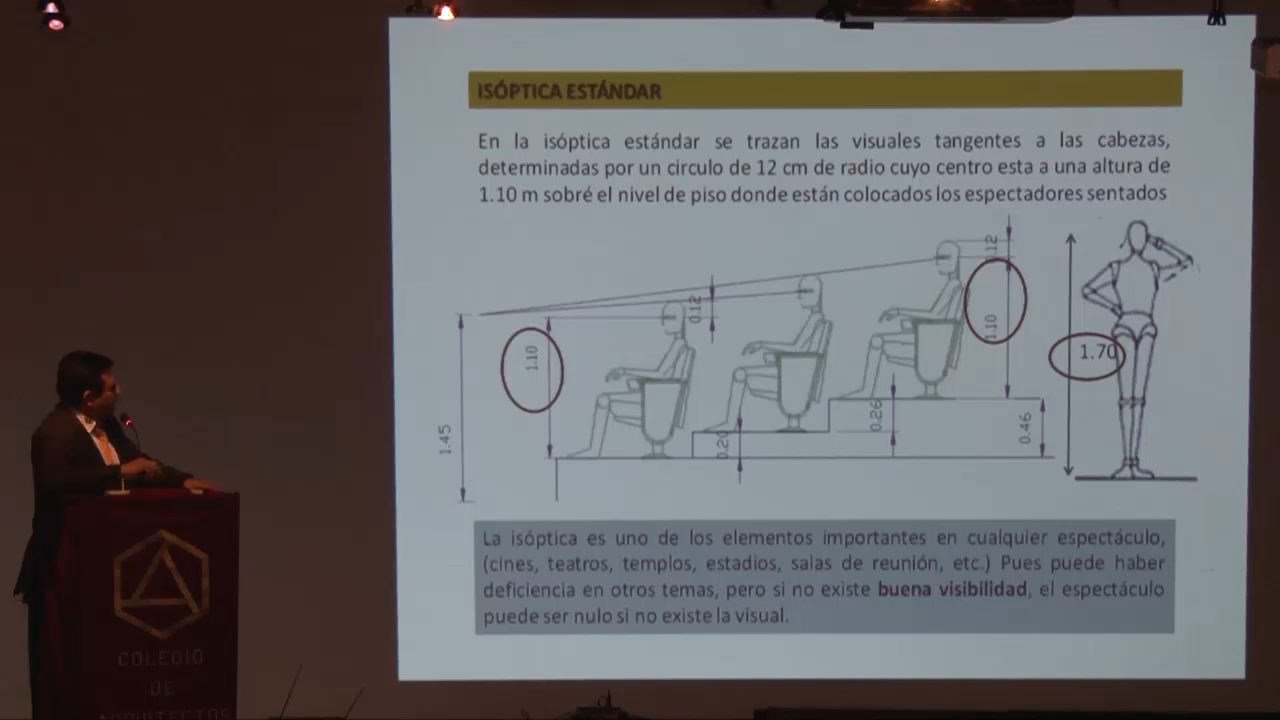 ISÓPTICA ESTÁNDAR
En la isóptica estándar se trazan las visuales tangentes a las cabezas,
determinadas por un circulo de 12 cm de radio cuyo centro esta a una altura de
1.10 m sobré el nivel de piso donde están colocados los espectadores sentados
0.12
0.12
1.10
1.10
1.70
1.45
0.20
0.26
0.46
La isóptica es uno de los elementos importantes en cualquier espectáculo,
(cines, teatros, templos, estadios, salas de reunión, etc.) Pues puede haber
deficiencia en otros temas, pero si no existe buena visibilidad, el espectáculo
puede ser nulo si no existe la visual.
COLEGIO
DE
ARQUITECTOS